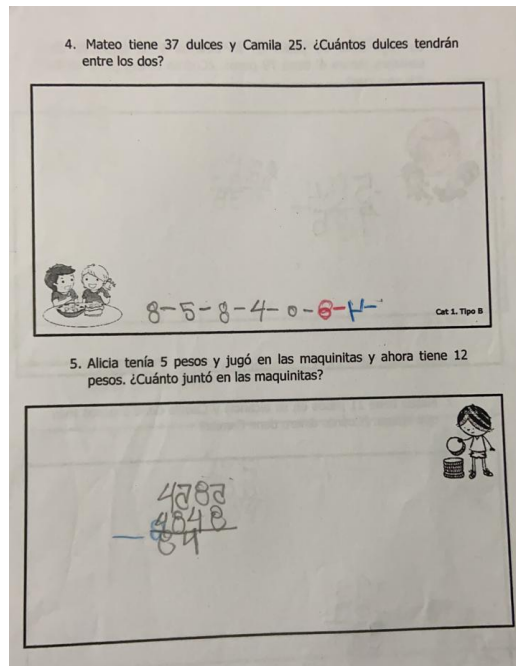 4. Mateo tiene 37 dulces y Camila 25. ¿Cuántos dulces tendrán
entre los dos?
8-5-8-4-0-6-4-
Cat 1. Tipo B
5. Alicia tenía 5 pesos y jugó en las maquinitas y ahora tiene 12
pesos. ¿Cuánto juntó en las maquinitas?
4848
84